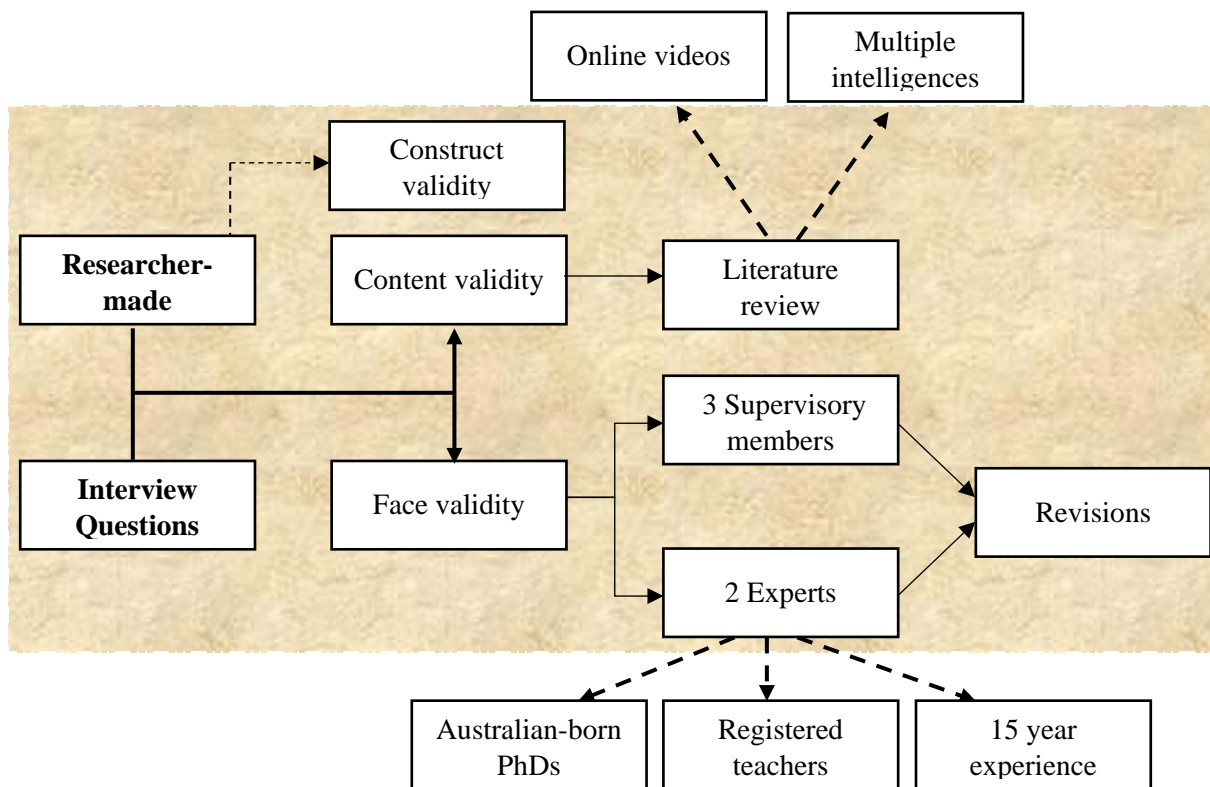 Online videos
Multiple
intelligences
Construct
validity
Researcher-
made
Content validity
Literature
review
3 Supervisory
members
Interview
Questions
Face validity
Revisions
2 Experts
Australian-born
PhDs
Registered
teachers
15 year
experience